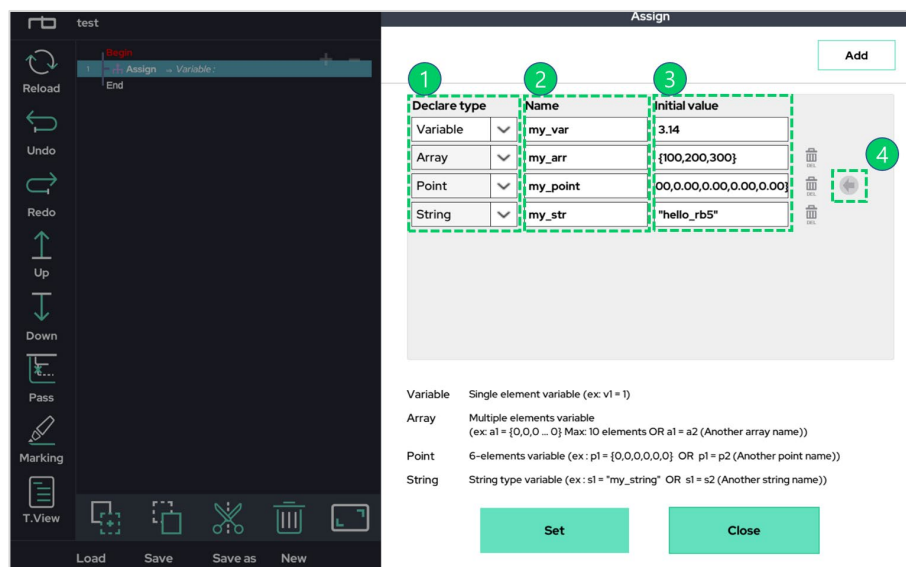 test
Assign
Reload
Undo
Redo
Up
Down
Pass
Marking
T.View
Begin
1 Assign - Variable :
End
Load Save Save as New
Add
1 2 3
Declare type Name Initial value
Variable my_var 3.14
Array my_arr {100,200,300} DEL
4
Point my_point 00,0.00,0.00,0.00,0.00} DEL
String my_str "hello_rb5" DEL
Variable Single element variable (ex: v1 = 1)
Array Multiple elements variable
(ex: a1 = {0,0,0 ... 0} Max: 10 elements OR a1 = a2 (Another array name))
Point 6-elements variable (ex : p1 = {0,0,0,0,0,0} OR p1 = p2 (Another point name))
String String type variable (ex : s1 = "my_string" OR s1 = s2 (Another string name))
Set Close